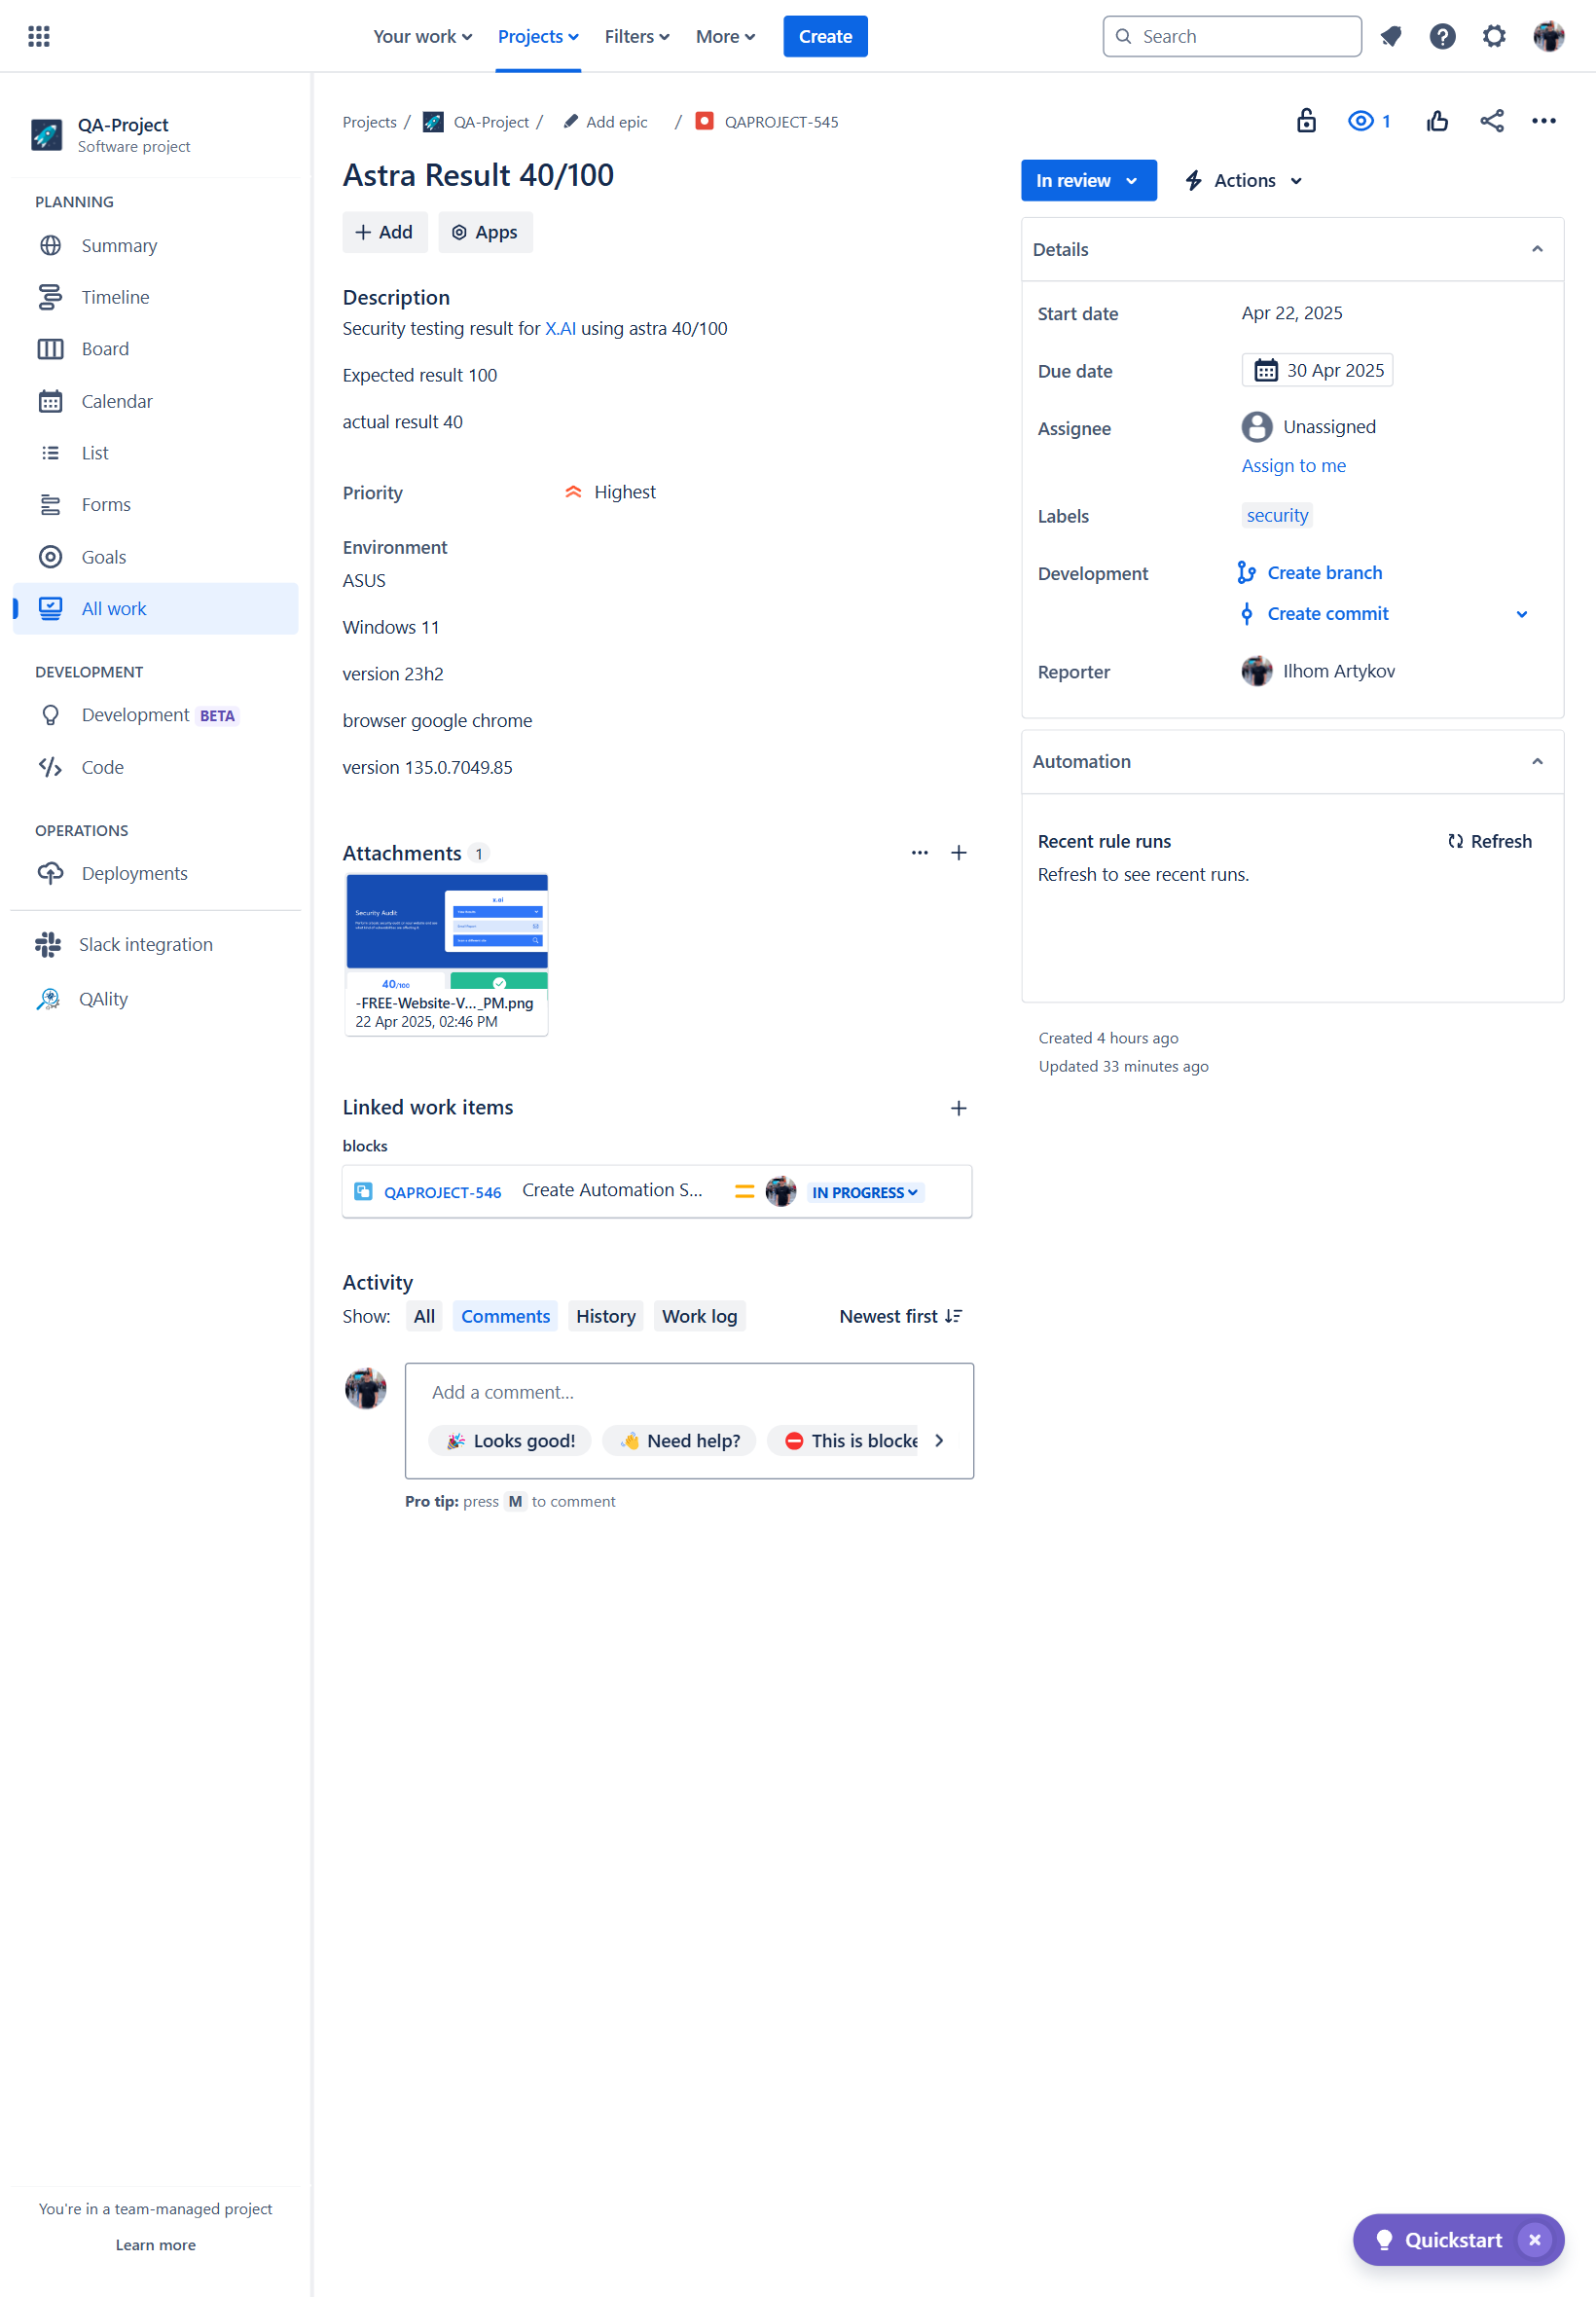 Your work
Projects
Filters
More
Create
Search
QA-Project
Software project
PLANNING
Summary
Timeline
Board
Calendar
List
Forms
Goals
All work
DEVELOPMENT
Development BETA
Code
OPERATIONS
Deployments
Slack integration
QAlity
You're in a team-managed project
Learn more
Projects / QA-Project / Add epic / QAPROJECT-545
1
Astra Result 40/100
Add
Apps
Description
Security testing result for X.AI using astra 40/100
Expected result 100
actual result 40
Priority Highest
Environment
ASUS
Windows 11
version 23h2
browser google chrome
version 135.0.7049.85
Attachments 1
Security Audit
x.ai
40/100
-FREE-Website-V..._PM.png
22 Apr 2025, 02:46 PM
Linked work items
blocks
QAPROJECT-546 Create Automation S... IN PROGRESS
Activity
Show: All Comments History Work log Newest first
Add a comment...
Looks good! Need help? This is blocke
Pro tip: press M to comment
In review
Actions
Details
Start date Apr 22, 2025
Due date 30 Apr 2025
Assignee Unassigned
Assign to me
Labels security
Development Create branch
Create commit
Reporter Ilhom Artykov
Automation
Recent rule runs Refresh
Refresh to see recent runs.
Created 4 hours ago
Updated 33 minutes ago
Quickstart